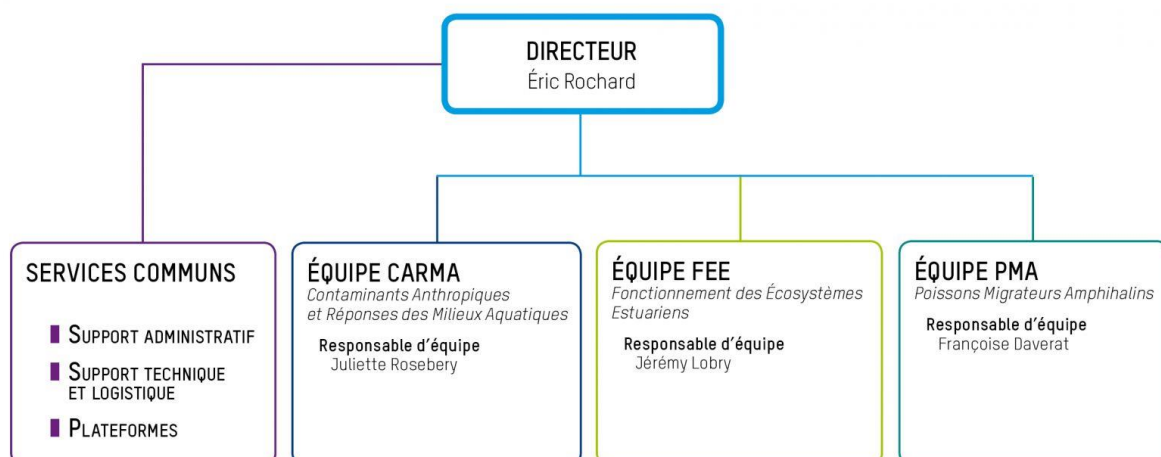 DIRECTEUR
Éric Rochard
SERVICES COMMUNS
SUPPORT ADMINISTRATIF
SUPPORT TECHNIQUE
ET LOGISTIQUE
PLATEFORMES
ÉQUIPE CARMA
Contaminants Anthropiques
et Réponses des Milieux Aquatiques
Responsable d'équipe
Juliette Rosebery
ÉQUIPE FEE
Fonctionnement des Écosystèmes
Estuariens
Responsable d'équipe
Jérémy Lobry
ÉQUIPE PMA
Poissons Migrateurs Amphihalins
Responsable d'équipe
Françoise Daverat